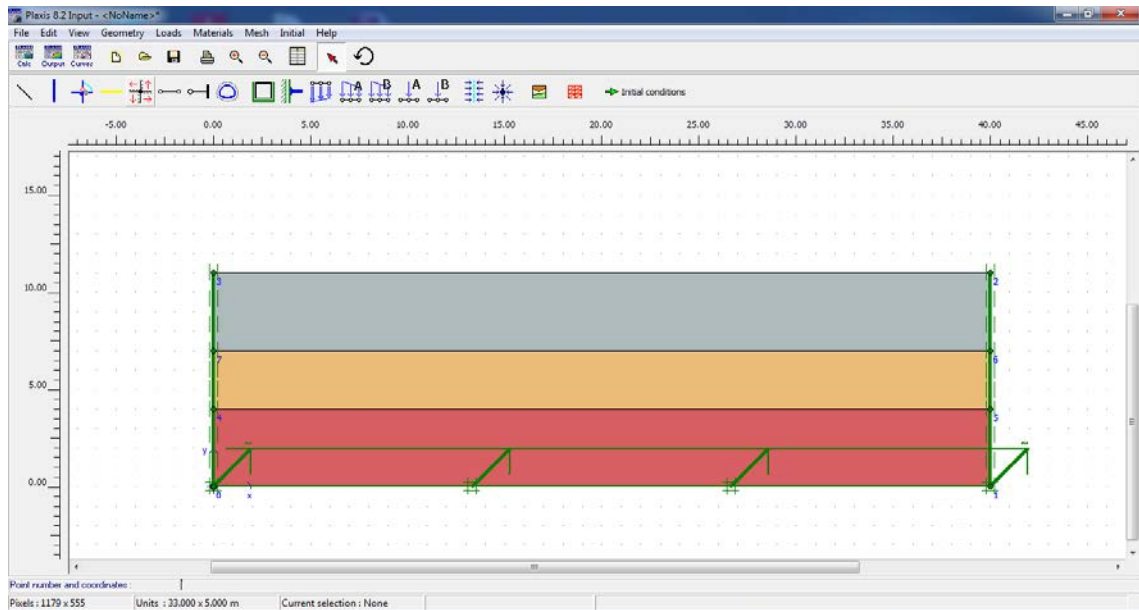 Plaxis 8.2 Input - <NoName>*
File Edit View Geometry Loads Materials Mesh Initial Help
Calc Output Curves
A B A B Initial conditions
-5.00 0.00 5.00 10.00 15.00 20.00 25.00 30.00 35.00 40.00 45.00
15.00
10.00
3 2
7 6
5.00
4 5
y
0.00
0 x 1
Point number and coordinates :
Pixels : 1179 x 555 Units : 33.000 x 5.000 m Current selection : None